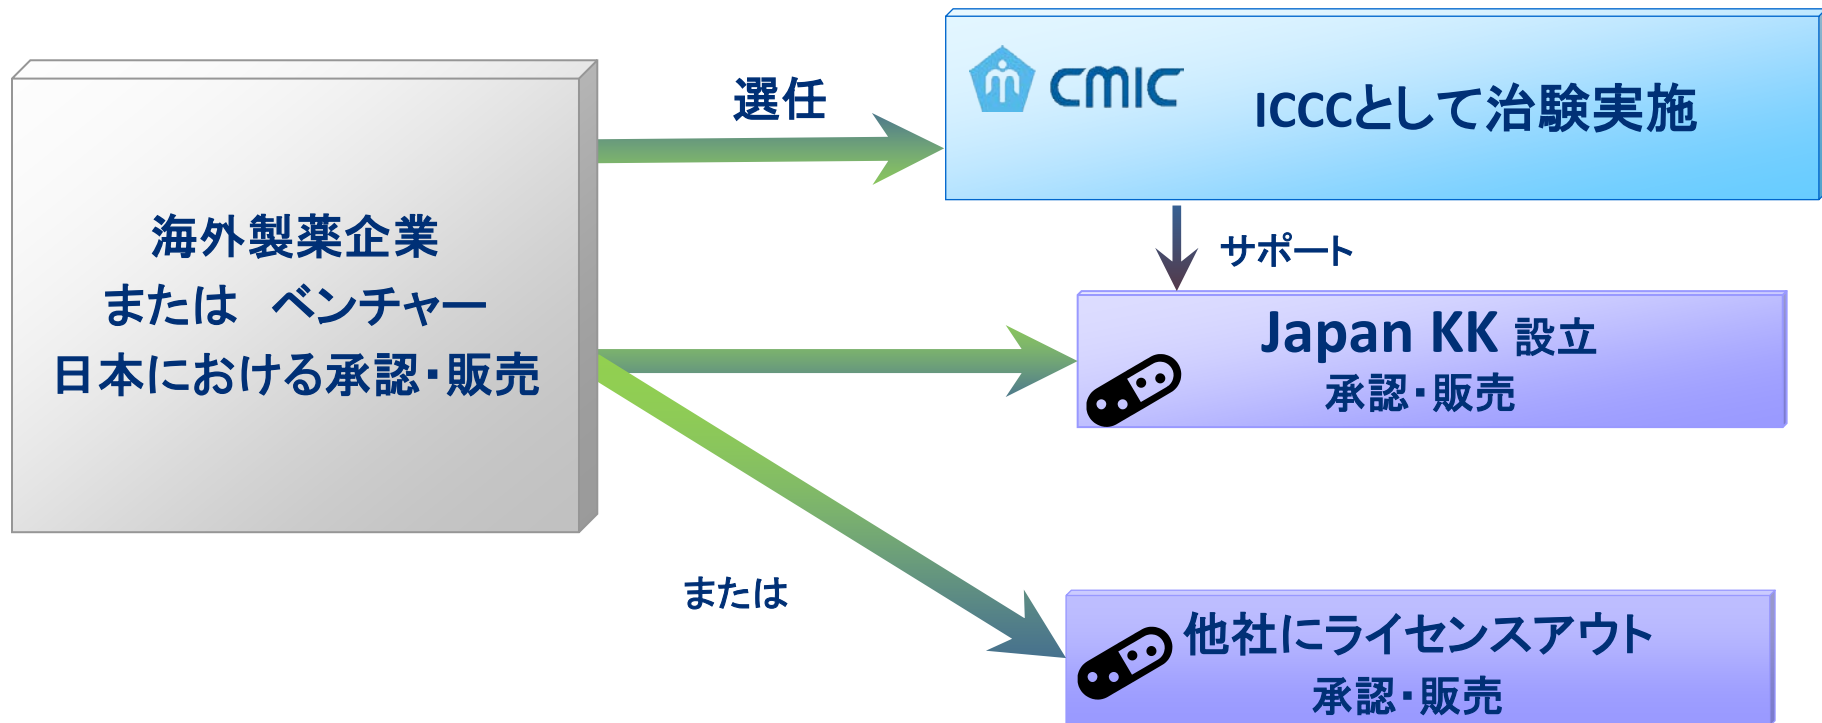 海外製薬企業
または　ベンチャー
日本における承認・販売
選任
CMIC
ICCCとして治験実施
サポート
Japan KK 設立
承認・販売
または
他社にライセンスアウト
承認・販売